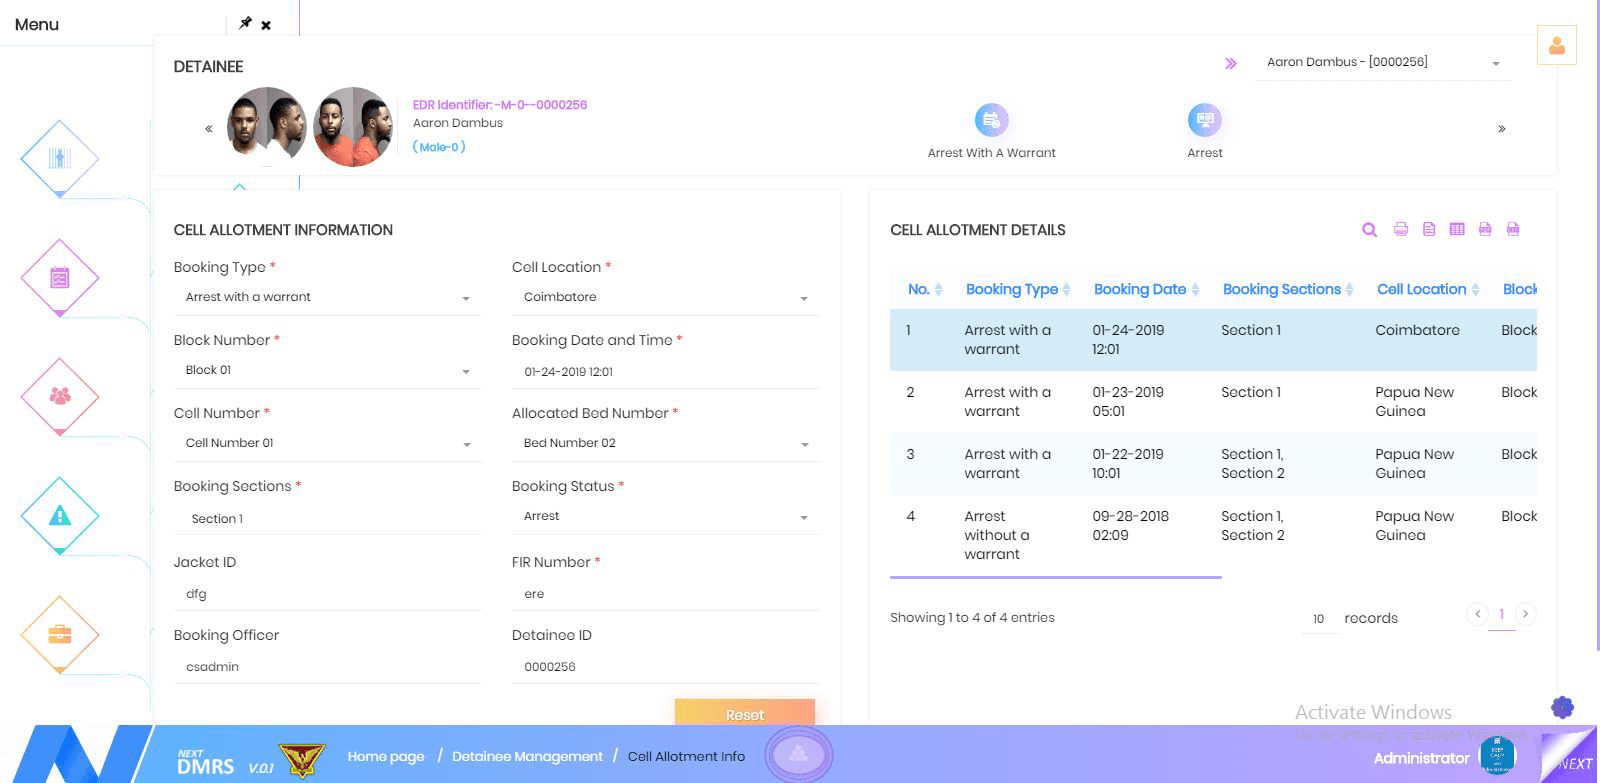 Menu
DETAINEE
Aaron Dambus - [0000256]
EDR Identifier: -M-0--0000256
Aaron Dambus
( Male-0 )
Arrest With A Warrant
Arrest
CELL ALLOTMENT INFORMATION
Booking Type *
Arrest with a warrant
Cell Location *
Coimbatore
Block Number *
Block 01
Booking Date and Time *
01-24-2019 12:01
Cell Number *
Cell Number 01
Allocated Bed Number *
Bed Number 02
Booking Sections *
Section 1
Booking Status *
Arrest
Jacket ID
dfg
FIR Number *
ere
Booking Officer
csadmin
Detainee ID
0000256
Reset
CELL ALLOTMENT DETAILS
No. Booking Type Booking Date Booking Sections Cell Location Block
1 Arrest with a warrant 01-24-2019 12:01 Section 1 Coimbatore Block
2 Arrest with a warrant 01-23-2019 05:01 Section 1 Papua New Guinea Block
3 Arrest with a warrant 01-22-2019 10:01 Section 1, Section 2 Papua New Guinea Block
4 Arrest without a warrant 09-28-2018 02:09 Section 1, Section 2 Papua New Guinea Block
Showing 1 to 4 of 4 entries
10 records
1
Activate Windows
Go to Settings to activate Windows.
NEXT
DMRS V.0.1
Home page / Detainee Management / Cell Allotment Info
Administrator
NEXT